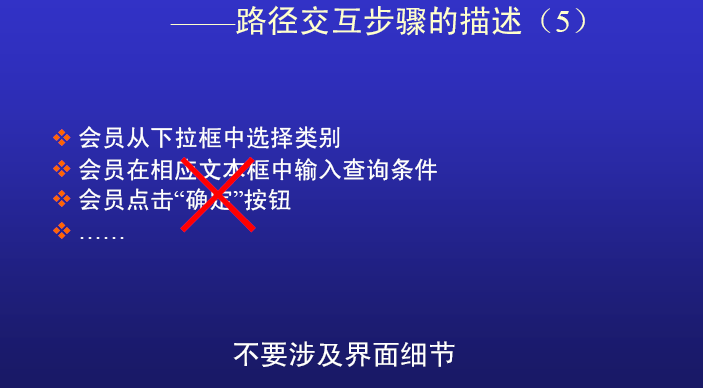 ——路径交互步骤的描述（5）
会员从下拉框中选择类别
会员在相应文本框中输入查询条件
会员点击“确定”按钮
……
不要涉及界面细节